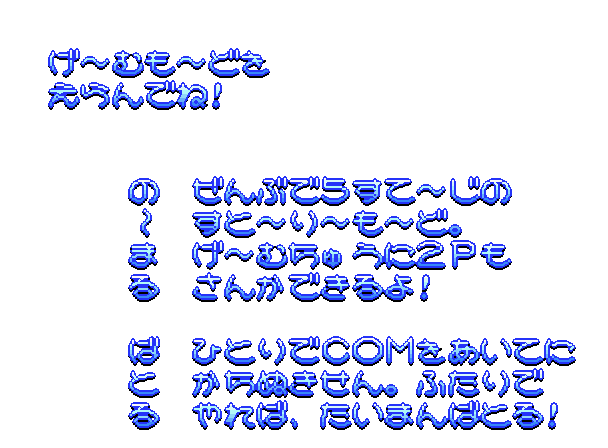 げ〜むも〜どを
えらんでね!
の〜まる
ぜんぶで5すて〜じの
すと〜り〜も〜ど。
げ〜むちゅうに2Pも
さんかできるよ!
ばとる
ひとりでCOMをあいてに
かちぬきせん。ふたりで
やれば、たいまんばとる!